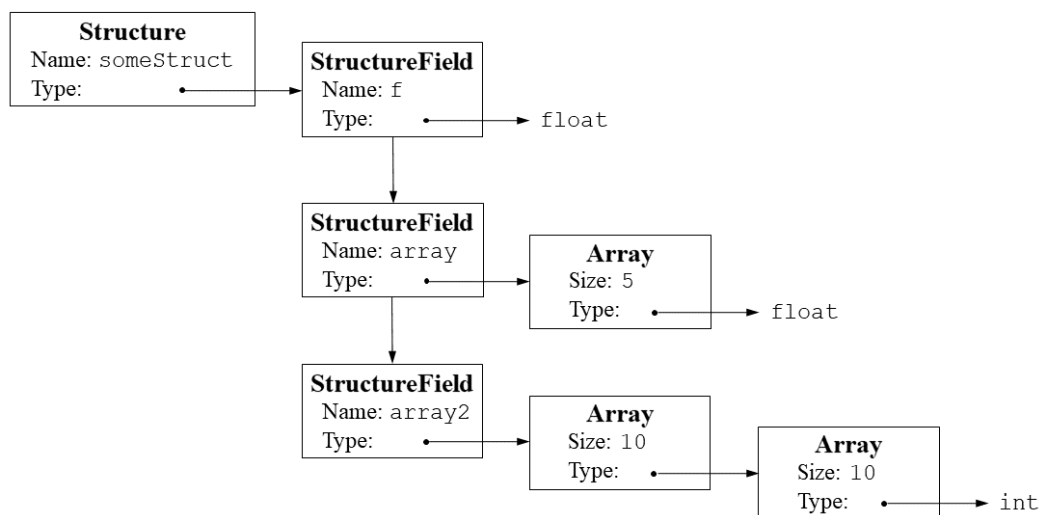 Structure
Name: someStruct
Type:
StructureField
Name: f
Type:
float
StructureField
Name: array
Type:
Array
Size: 5
Type:
float
StructureField
Name: array2
Type:
Array
Size: 10
Type:
Array
Size: 10
Type:
int